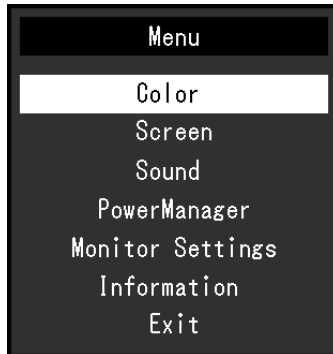 Menu
Color
Screen
Sound
PowerManager
Monitor Settings
Information
Exit